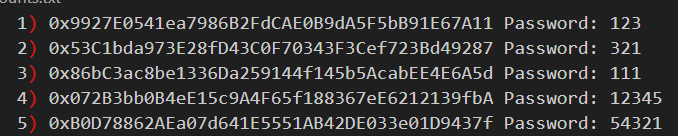 1) 0x9927E0541ea7986B2FdCAE0B9dA5F5bB91E67A11 Password: 123
2) 0x53C1bda973E28fD43C0F70343F3Cef723Bd49287 Password: 321
3) 0x86bC3ac8be1336Da259144f145b5AcabEE4E6A5d Password: 111
4) 0x072B3bb0B4eE15c9A4F65f188367eE6212139fbA Password: 12345
5) 0xB0D78862AEa07d641E5551AB42DE033e01D9437f Password: 54321